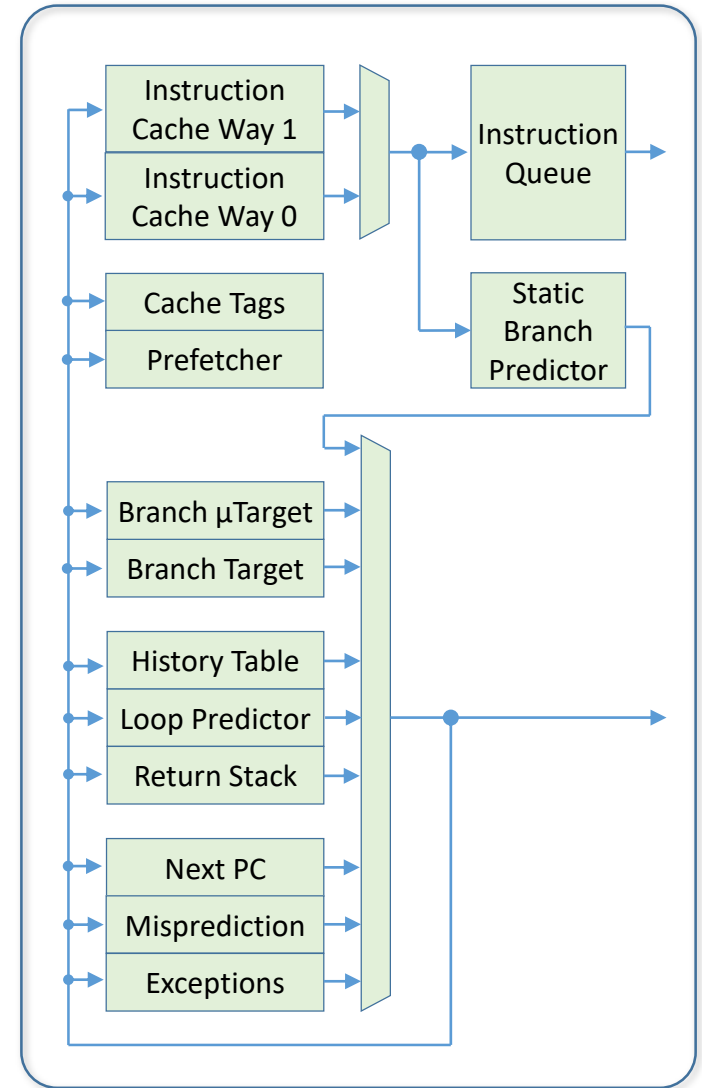 Instruction
Cache Way 1
Instruction
Cache Way 0
Instruction
Queue
Cache Tags
Prefetcher
Static
Branch
Predictor
Branch µTarget
Branch Target
History Table
Loop Predictor
Return Stack
Next PC
Misprediction
Exceptions